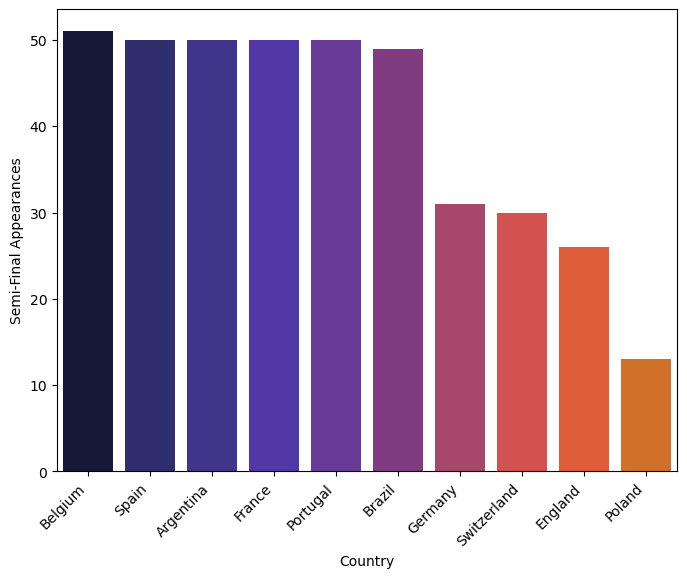 50
40
30
20
10
0
Semi-Final Appearances
Belgium
Spain
Argentina
France
Portugal
Brazil
Germany
Switzerland
England
Poland
Country